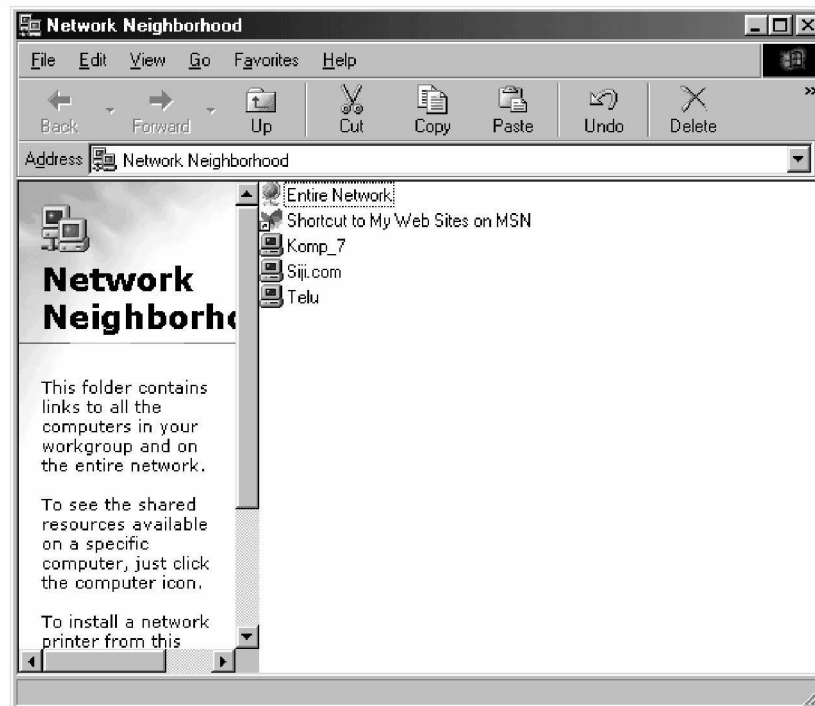 Network Neighborhood
File Edit View Go Favorites Help
Back Forward Up Cut Copy Paste Undo Delete »
Address Network Neighborhood
Network
Neighborh
This folder contains
links to all the
computers in your
workgroup and on
the entire network.
To see the shared
resources available
on a specific
computer, just click
the computer icon.
To install a network
printer from this
Entire Network
Shortcut to My Web Sites on MSN
Komp_7
Siji.com
Telu